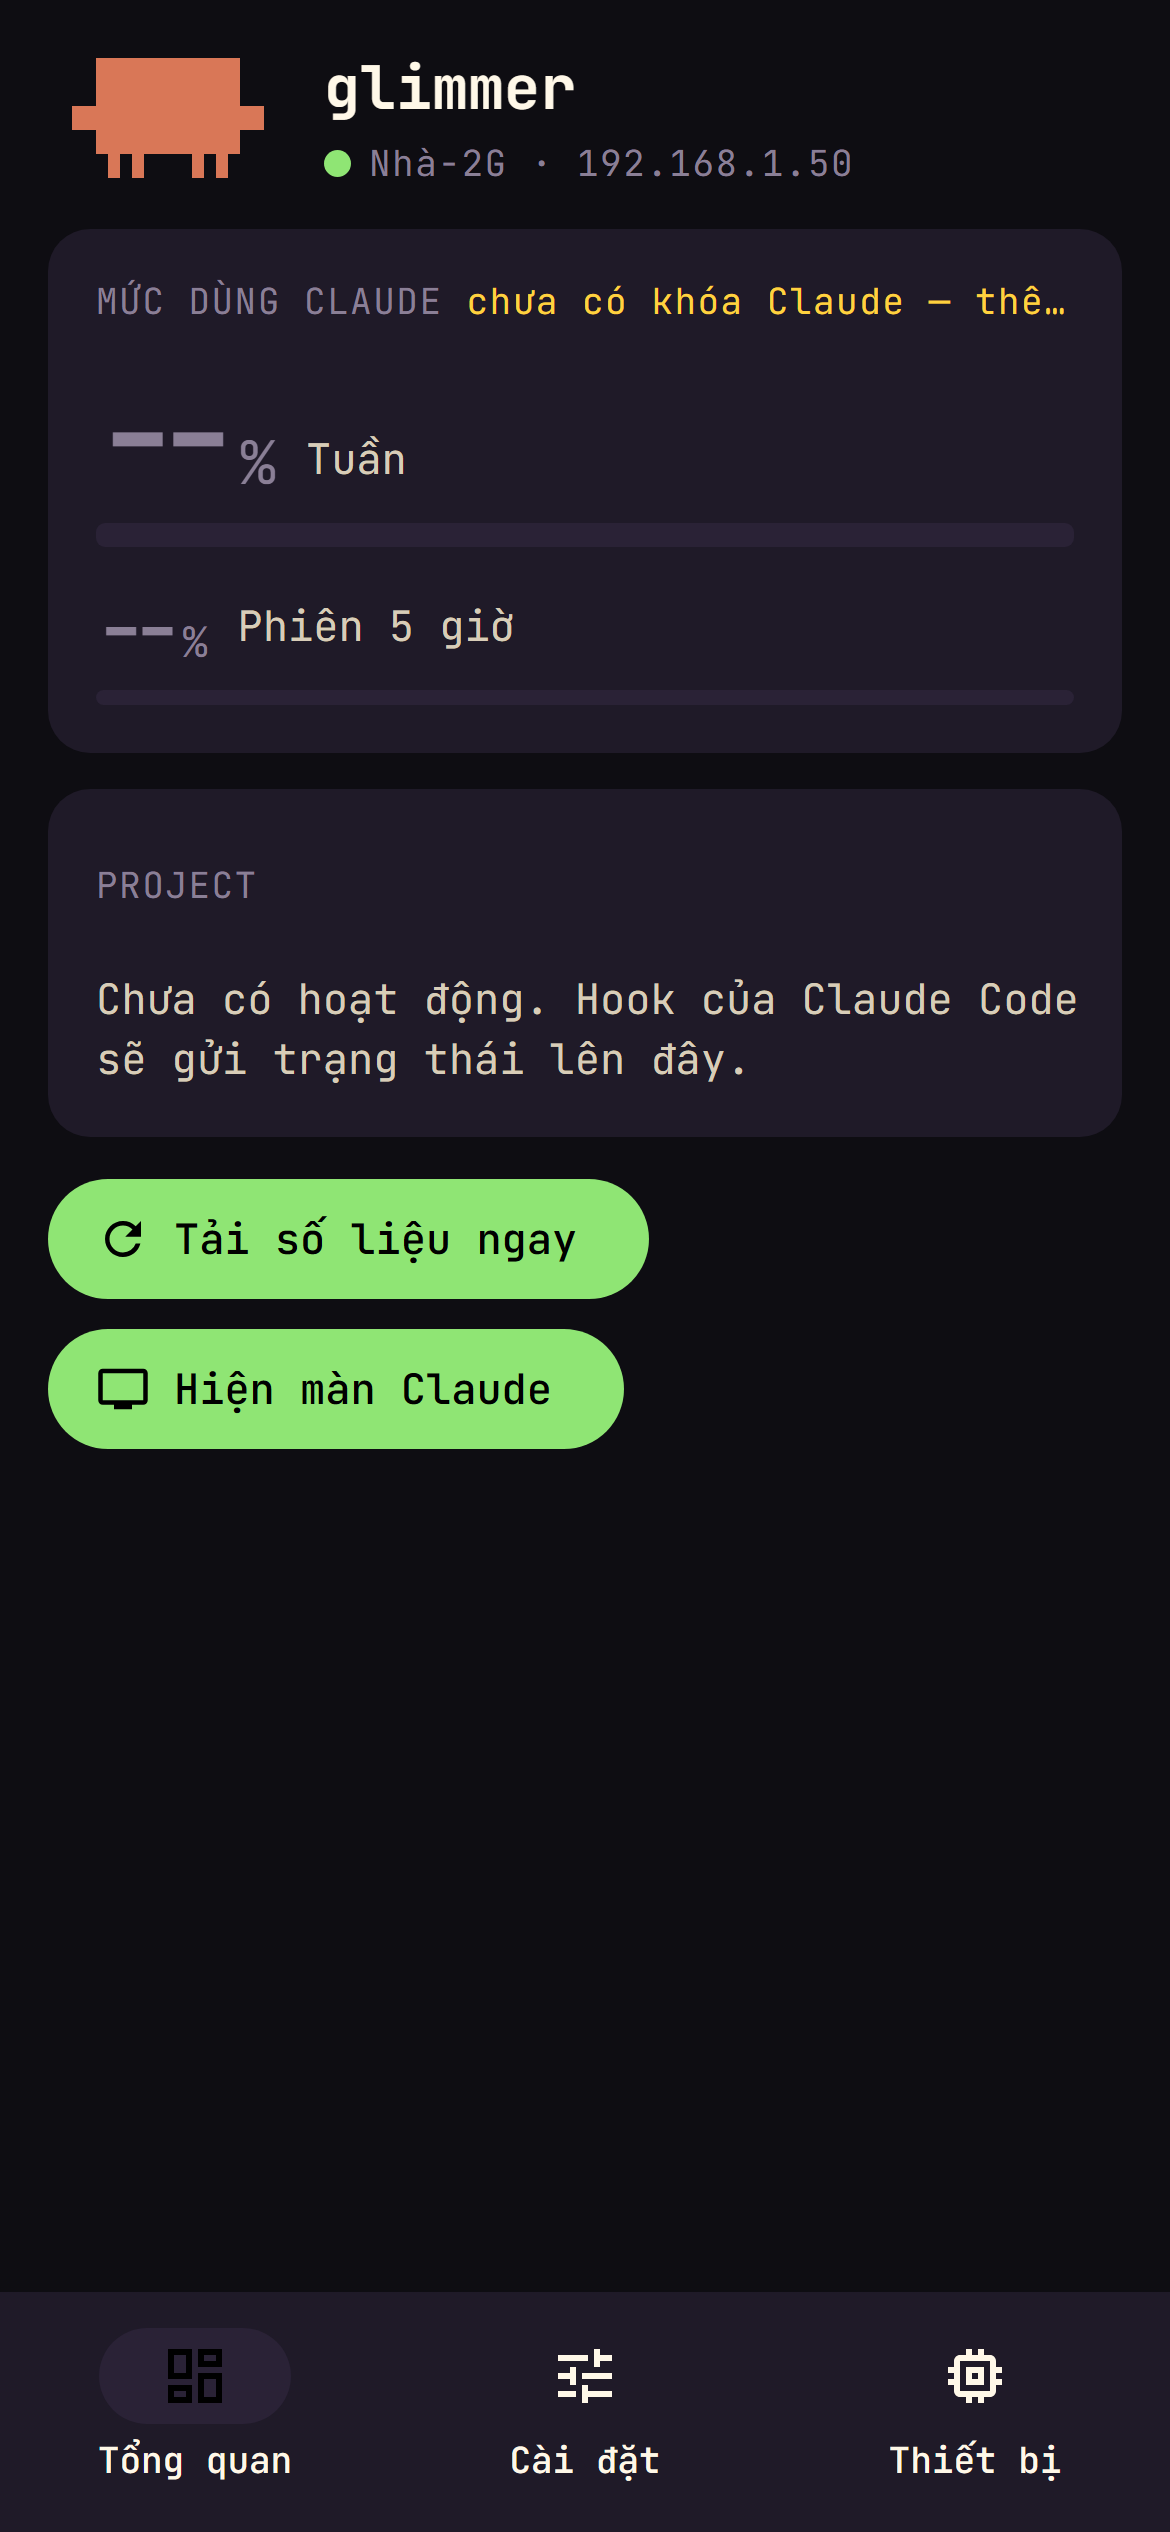 glimmer
Nhà-2G · 192.168.1.50
MỨC DÙNG CLAUDE chưa có khóa Claude — thê…
--% Tuần
--% Phiên 5 giờ
PROJECT
Chưa có hoạt động. Hook của Claude Code
sẽ gửi trạng thái lên đây.
Tải số liệu ngay
Hiện màn Claude
Tổng quan Cài đặt Thiết bị